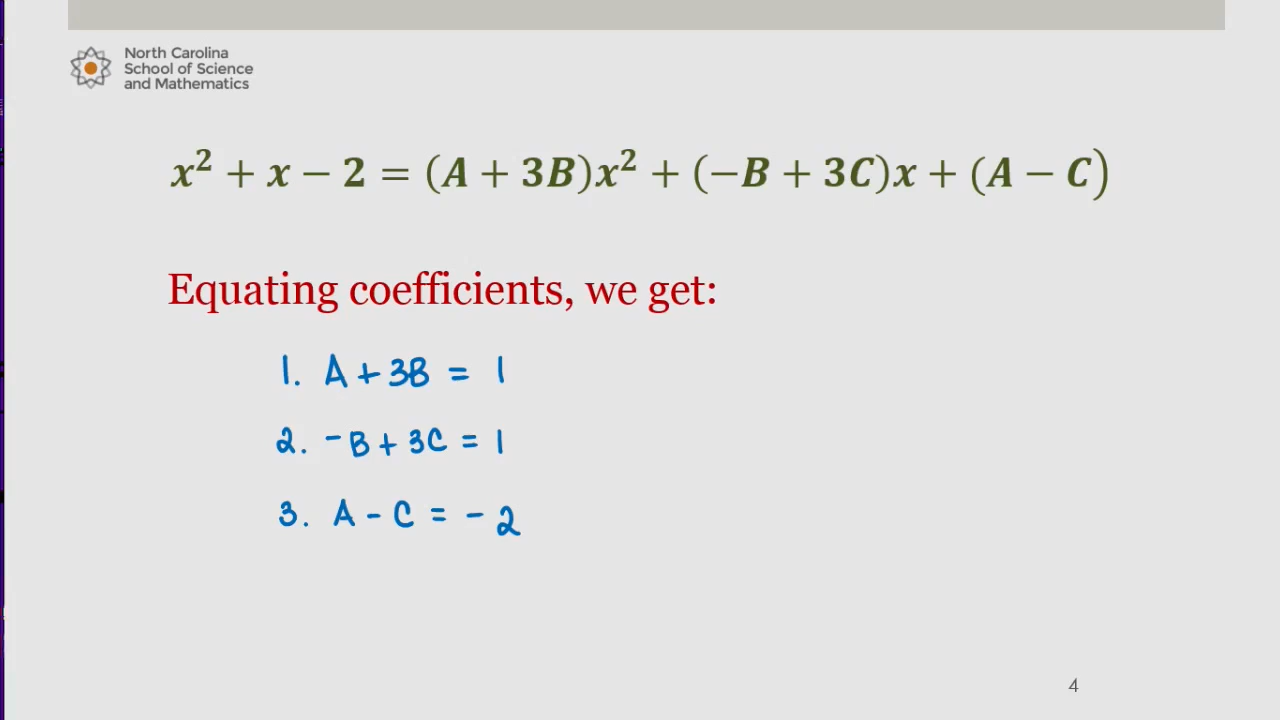 North Carolina
School of Science
and Mathematics
x² + x − 2 = (A + 3B)x² + (−B + 3C)x + (A − C)
Equating coefficients, we get:
1. A + 3B = 1
2. -B + 3C = 1
3. A - C = - 2
4